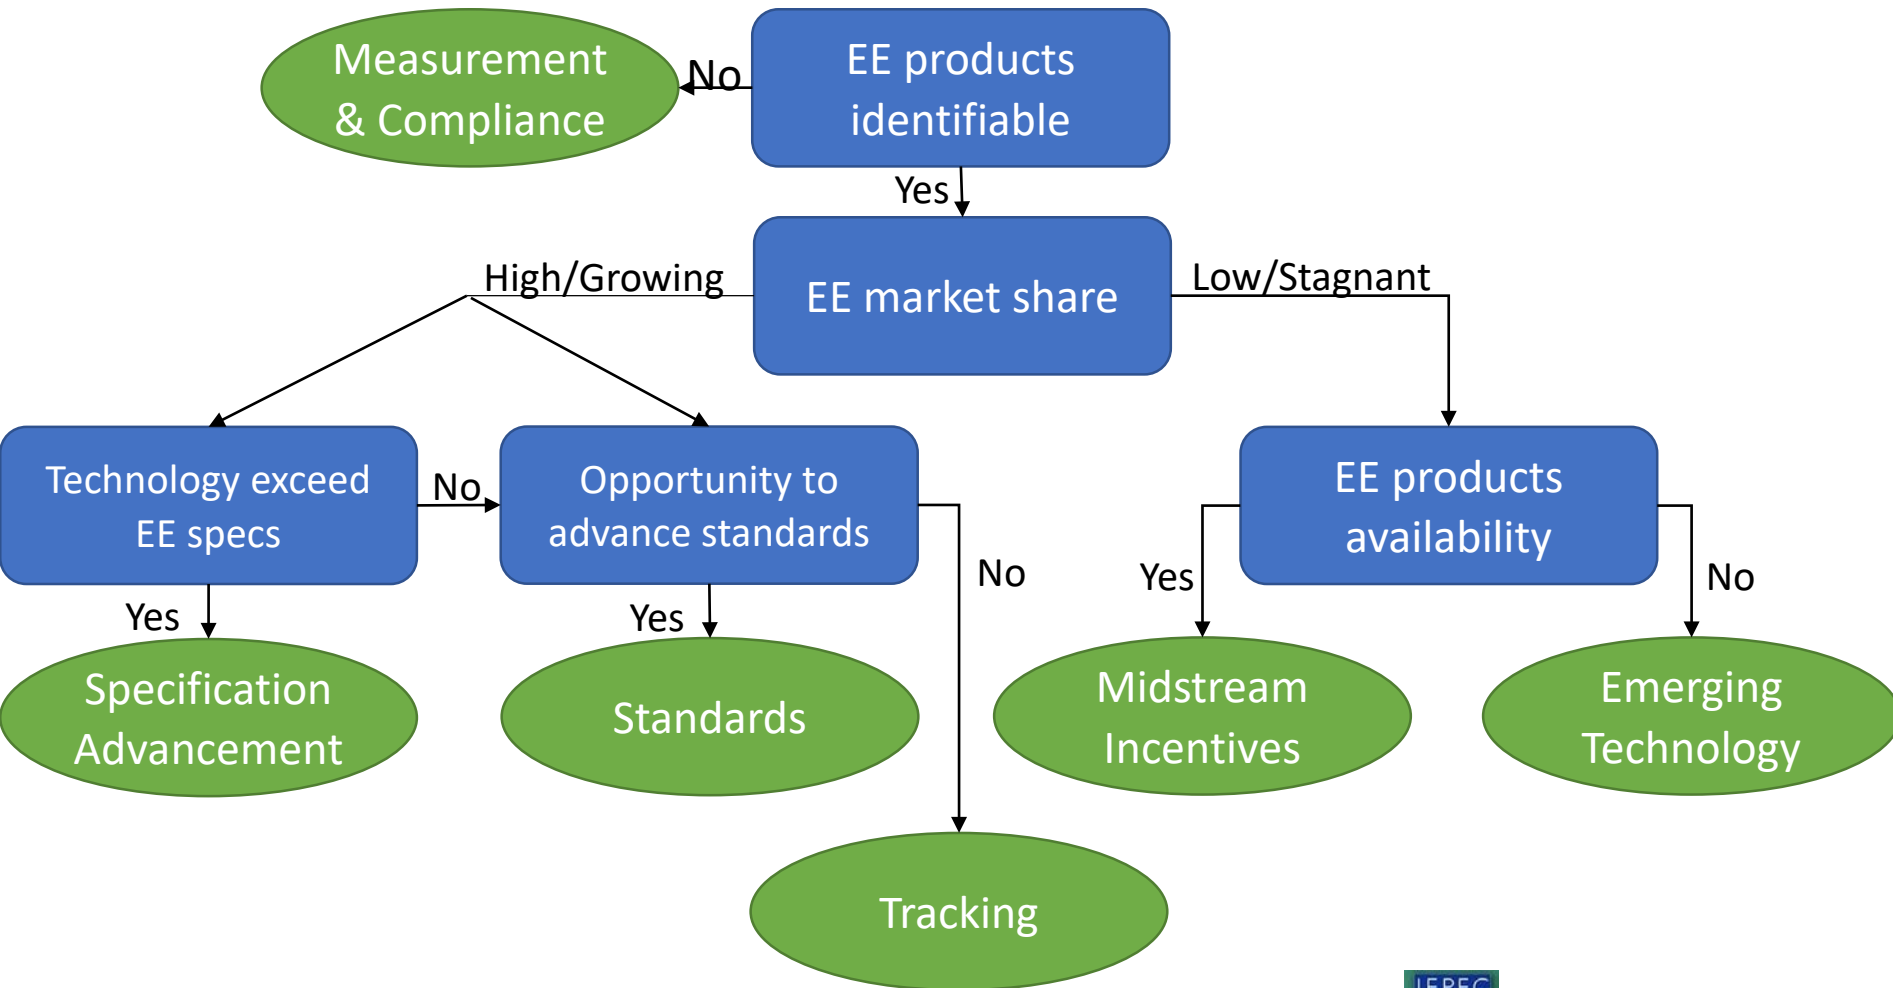 Measurement
& Compliance
No
EE products
identifiable
Yes
High/Growing
EE market share
Low/Stagnant
Technology exceed
EE specs
No
Opportunity to
advance standards
No
EE products
availability
Yes
No
Yes
Yes
Specification
Advancement
Standards
Midstream
Incentives
Emerging
Technology
Tracking